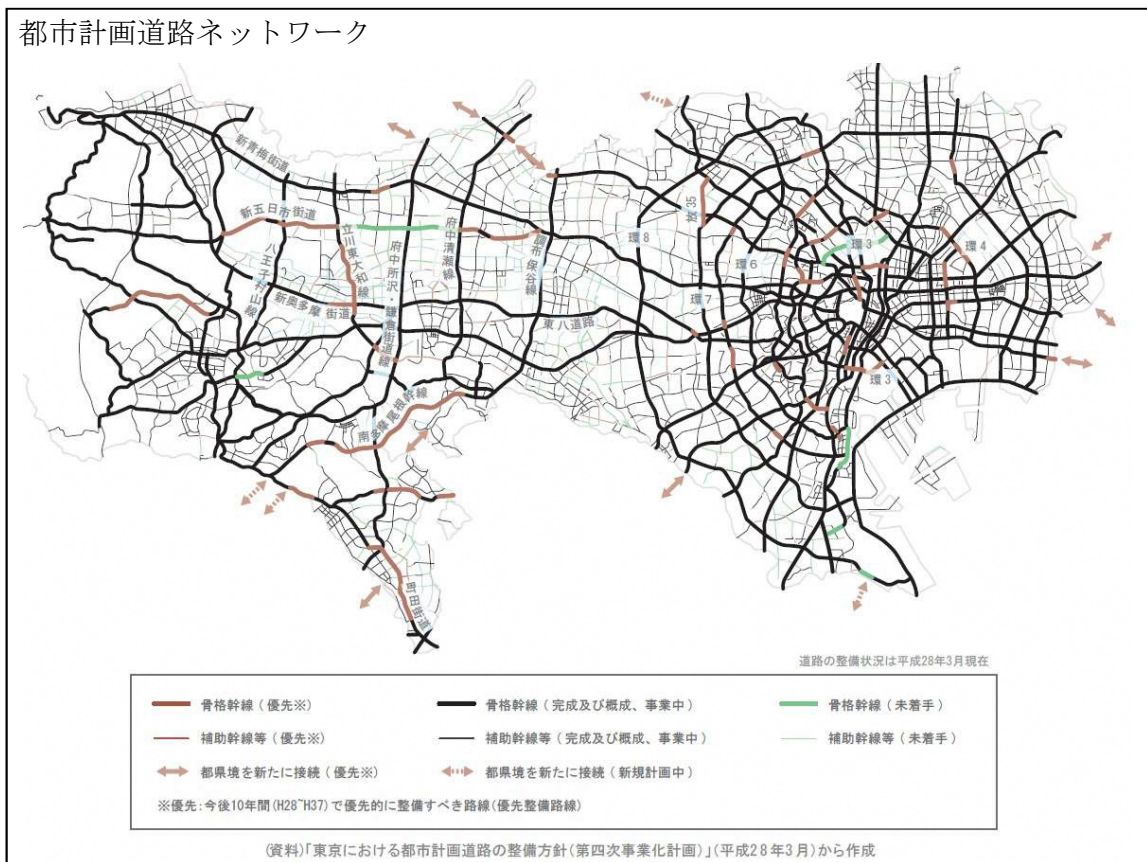 都市計画道路ネットワーク
新青梅街道
新五日市街道
立川東大和線
府中清瀬線
府中所沢・鎌倉街道線
調布保谷線
八王子村山線
新奥多摩街道
東八道路
南多摩尾根幹線
町田街道
環8
放35
環7
環6
環3
環4
環3
道路の整備状況は平成28年3月現在
骨格幹線(優先※)
骨格幹線(完成及び概成、事業中)
骨格幹線(未着手)
補助幹線等(優先※)
補助幹線等(完成及び概成、事業中)
補助幹線等(未着手)
都県境を新たに接続(優先※)
都県境を新たに接続(新規計画中)
※優先:今後10年間(H28~H37)で優先的に整備すべき路線(優先整備路線)
(資料)「東京における都市計画道路の整備方針(第四次事業化計画)」(平成28年3月)から作成